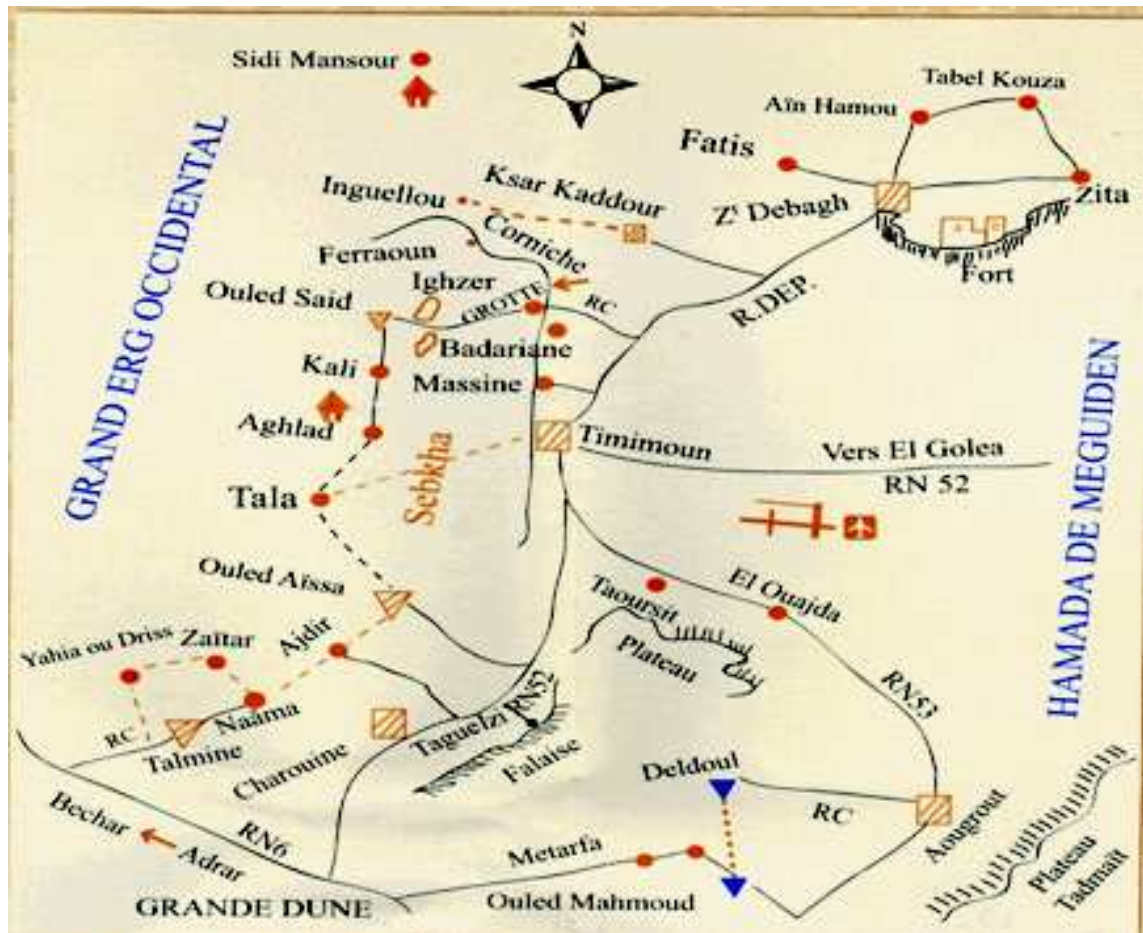 N
Sidi Mansour
Tabel Kouza
Aïn Hamou
Fatis
Zita
Inguellou
Ksar Kaddour
Zᵗ Debagh
Fort
Corniche
Ferraoun
Ighzer
Ouled Said
GROTTE
RC
R.DEP.
Badariane
Kali
Massine
GRAND ERG OCCIDENTAL
HAMADA DE MEGUIDEN
Aghlad
Sebkha
Timimoun
Vers El Golea
RN 52
Tala
Ouled Aïssa
Taoursit
El Ouajda
Plateau
RN53
Yahia ou Driss
Zaïtar
Ajdir
Naâma
RC
Talmine
Charouine
Taguelzi
RN52
Falaise
Deldoul
RC
Aougrout
Plateau
Tadmaït
Bechar
Adrar
RN6
Metarfa
Ouled Mahmoud
GRANDE DUNE